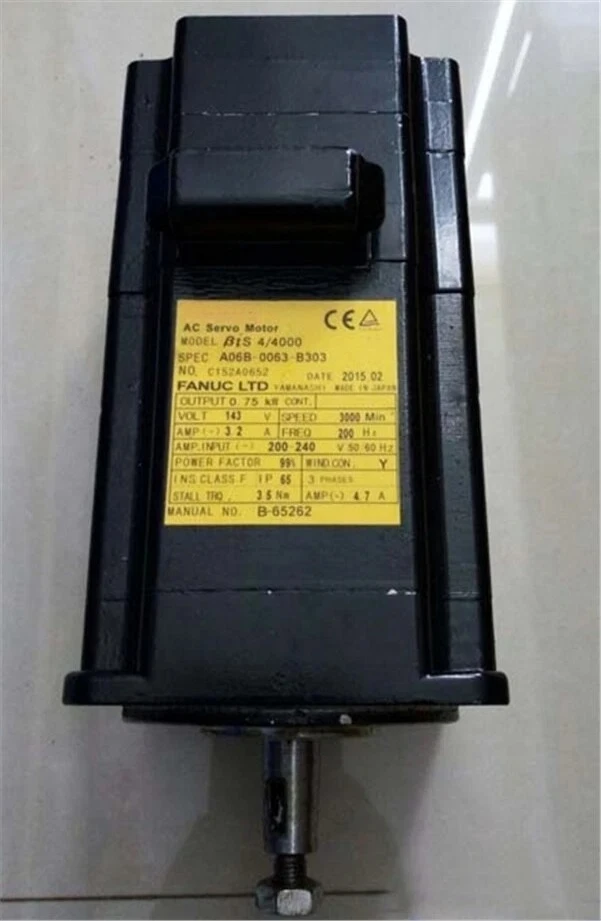 AC Servo Motor CE
MODEL βiS 4/4000
SPEC A06B-0063-B303
NO. C152A0652
DATE 2015.02
FANUC LTD YAMANASHI MADE IN JAPAN
OUTPUT 0.75 kW CONT.
VOLT 143 V SPEED 3000 Min⁻¹
AMP(~) 3.2 A FREQ 200 Hz
AMP.INPUT(~) 200-240 V 50/60 Hz
POWER FACTOR 99% WIND.CON. Y
INS.CLASS F IP 65 3 PHASES
STALL TRQ. 3.5 Nm AMP(~) 4.7 A
MANUAL NO. B-65262